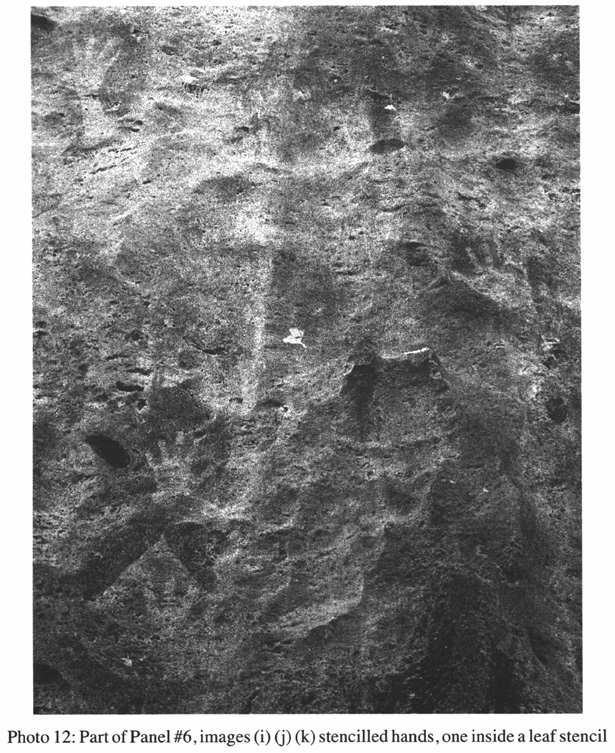 Photo 12: Part of Panel #6, images (i) (j) (k) stencilled hands, one inside a leaf stencil